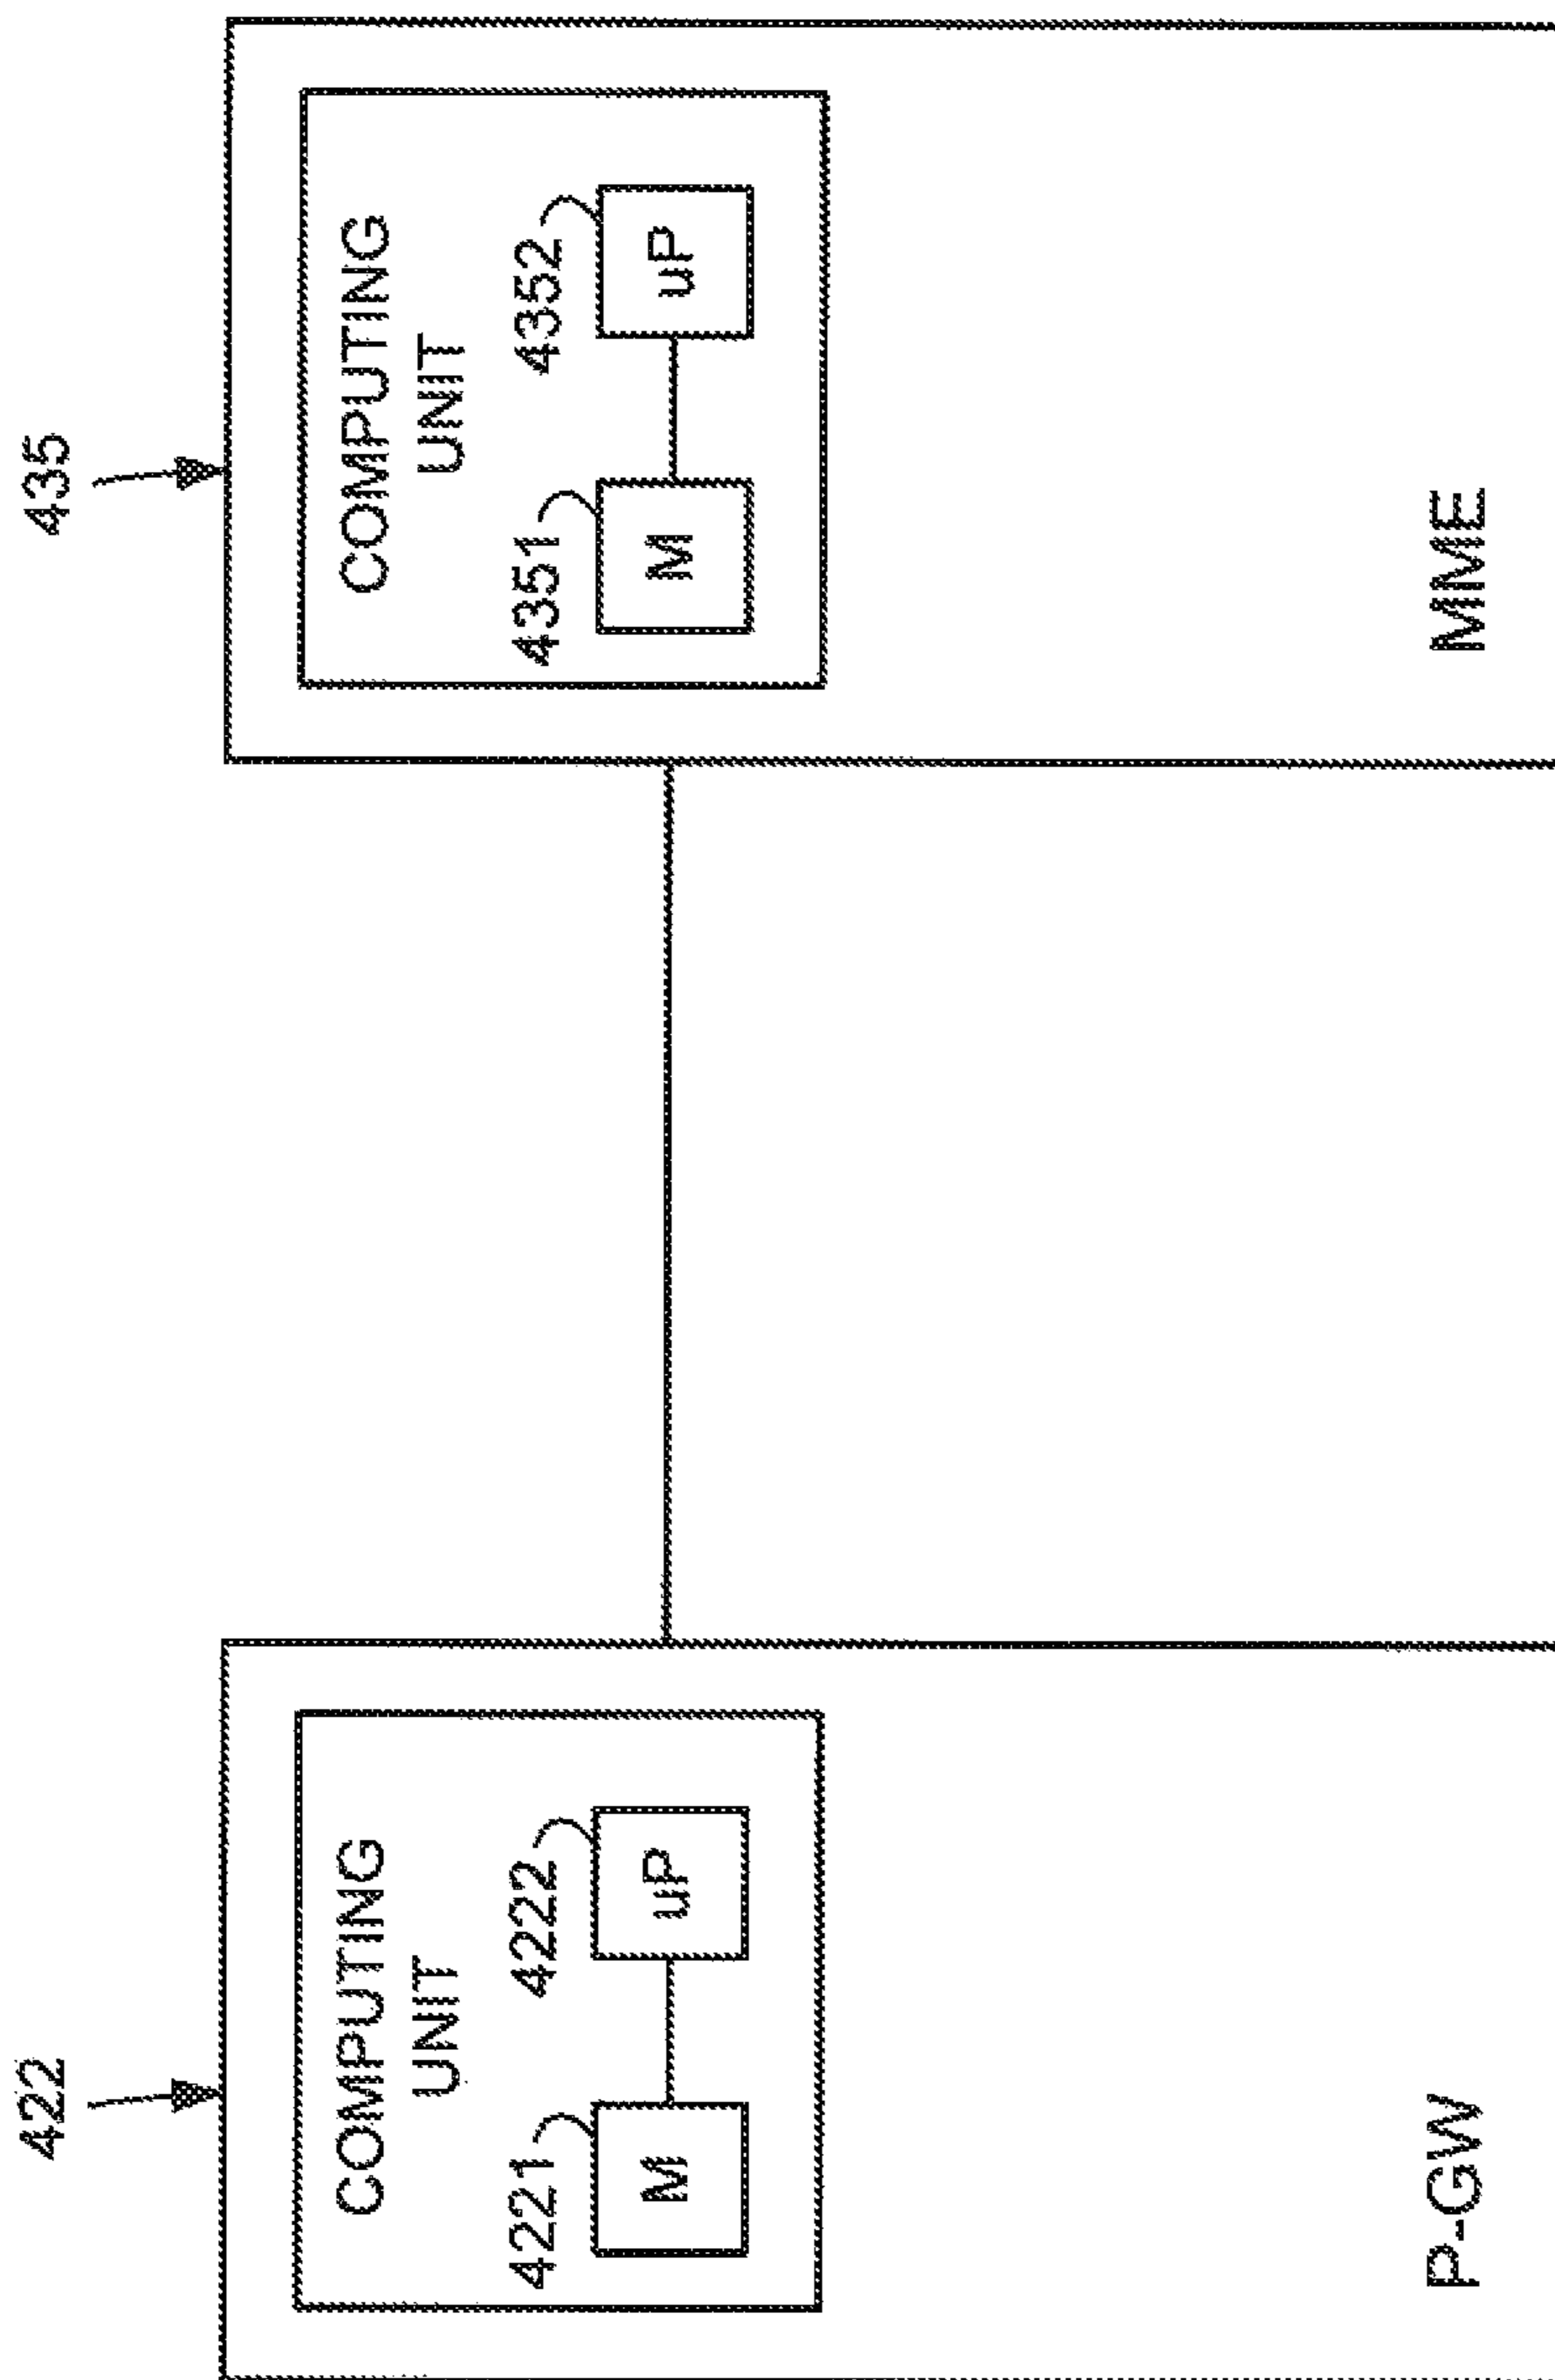 422
COMPUTING
UNIT
4221
M
4222
uP
P-GW
435
COMPUTING
UNIT
4351
M
4352
uP
MME